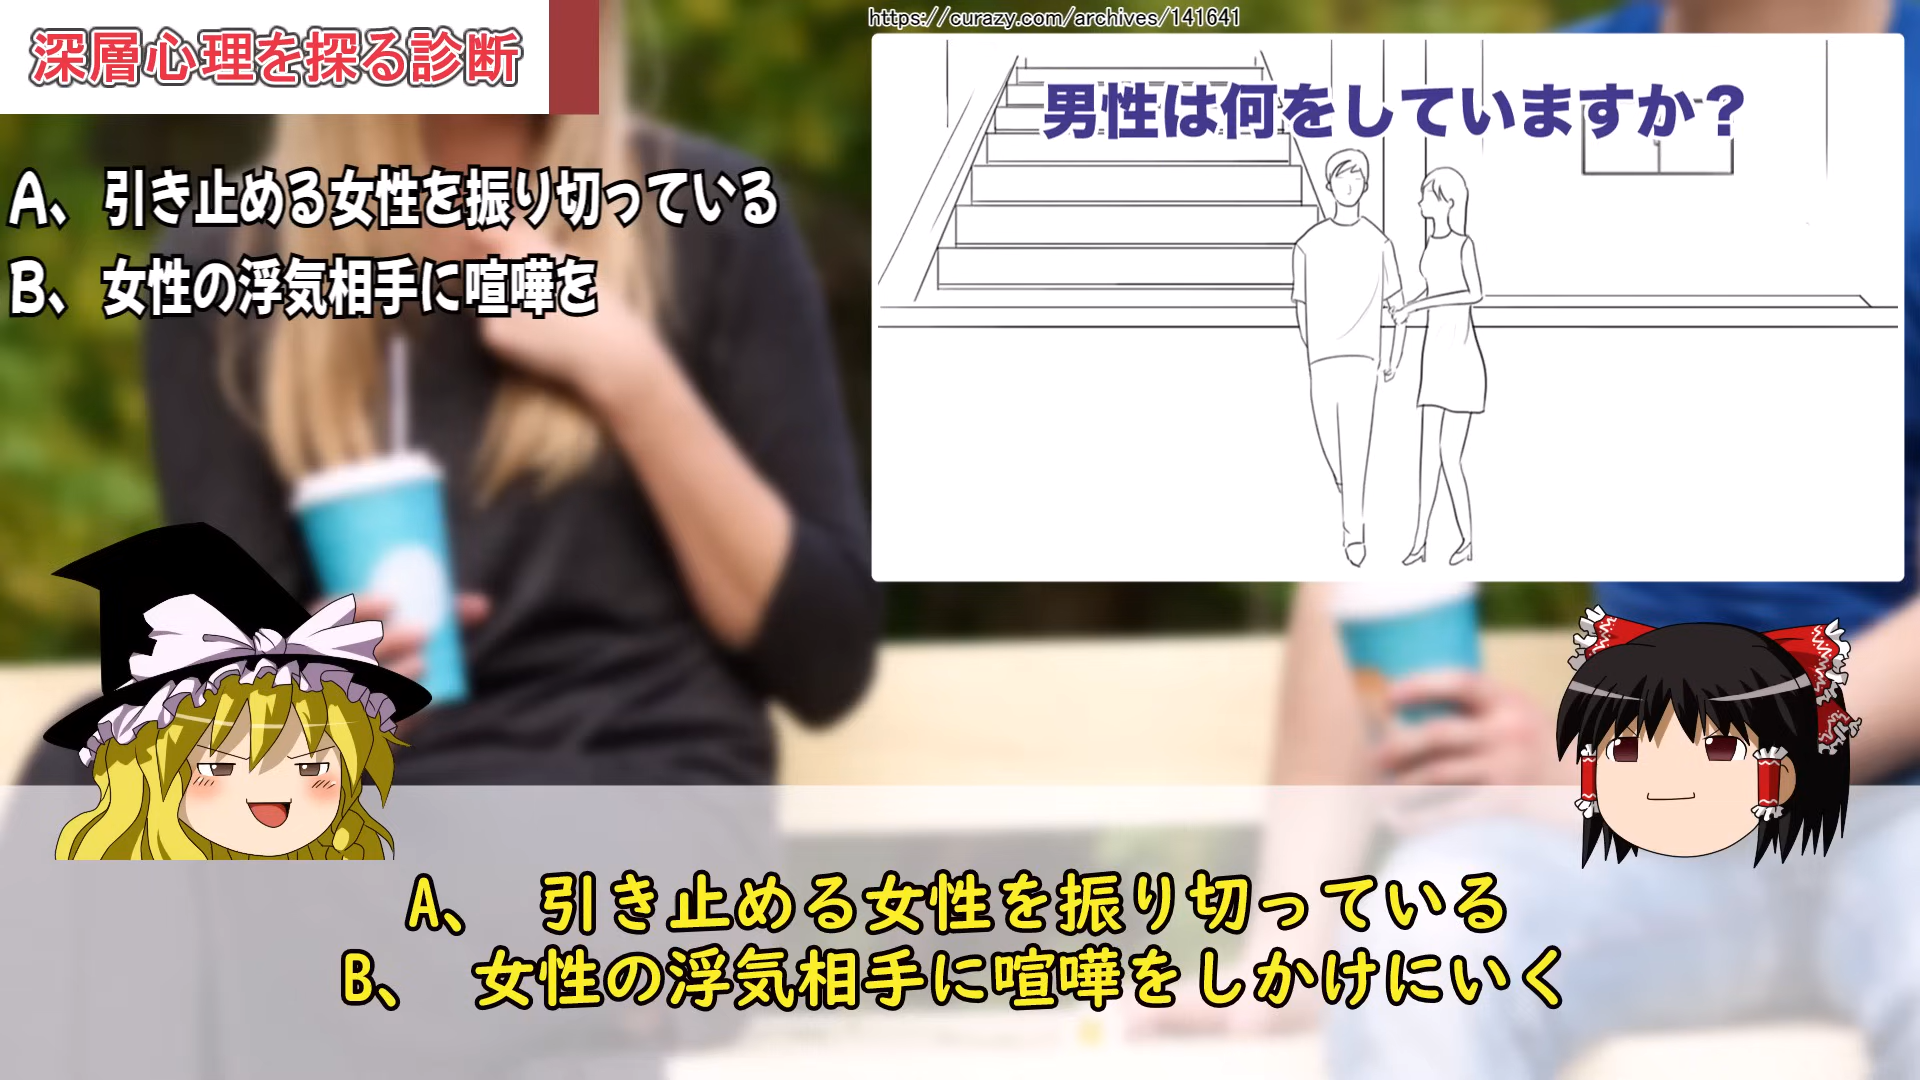 深層心理を探る診断
https://curazy.com/archives/141641
男性は何をしていますか？
A、 引き止める女性を振り切っている
B、 女性の浮気相手に喧嘩を
A、 引き止める女性を振り切っている
B、 女性の浮気相手に喧嘩をしかけにいく